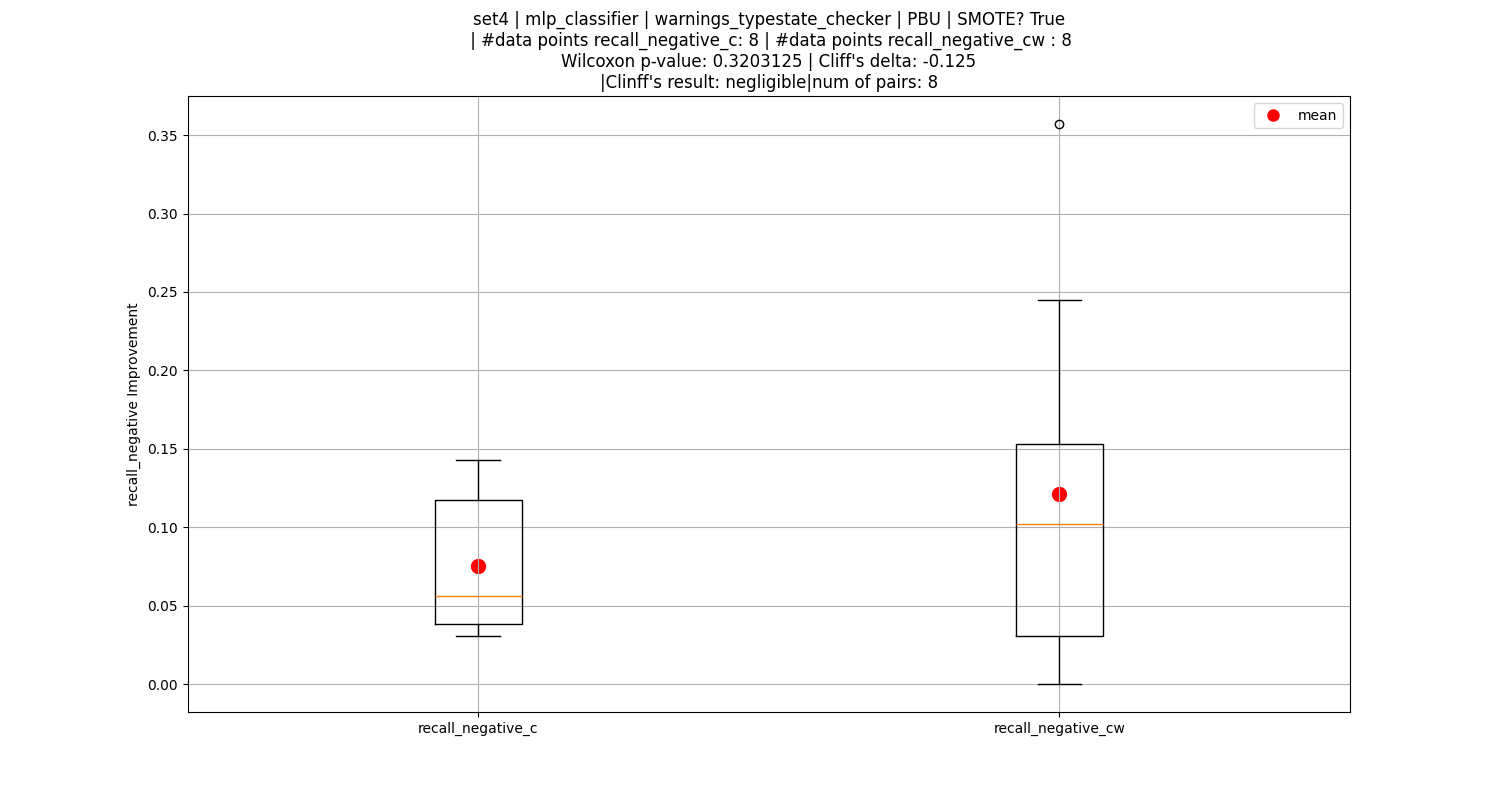 set4 | mlp_classifier | warnings_typestate_checker | PBU | SMOTE? True
| #data points recall_negative_c: 8 | #data points recall_negative_cw : 8
Wilcoxon p-value: 0.3203125 | Cliff's delta: -0.125
|Clinff's result: negligible|num of pairs: 8
mean
0.35
0.30
0.25
0.20
0.15
0.10
0.05
0.00
recall_negative Improvement
recall_negative_c
recall_negative_cw